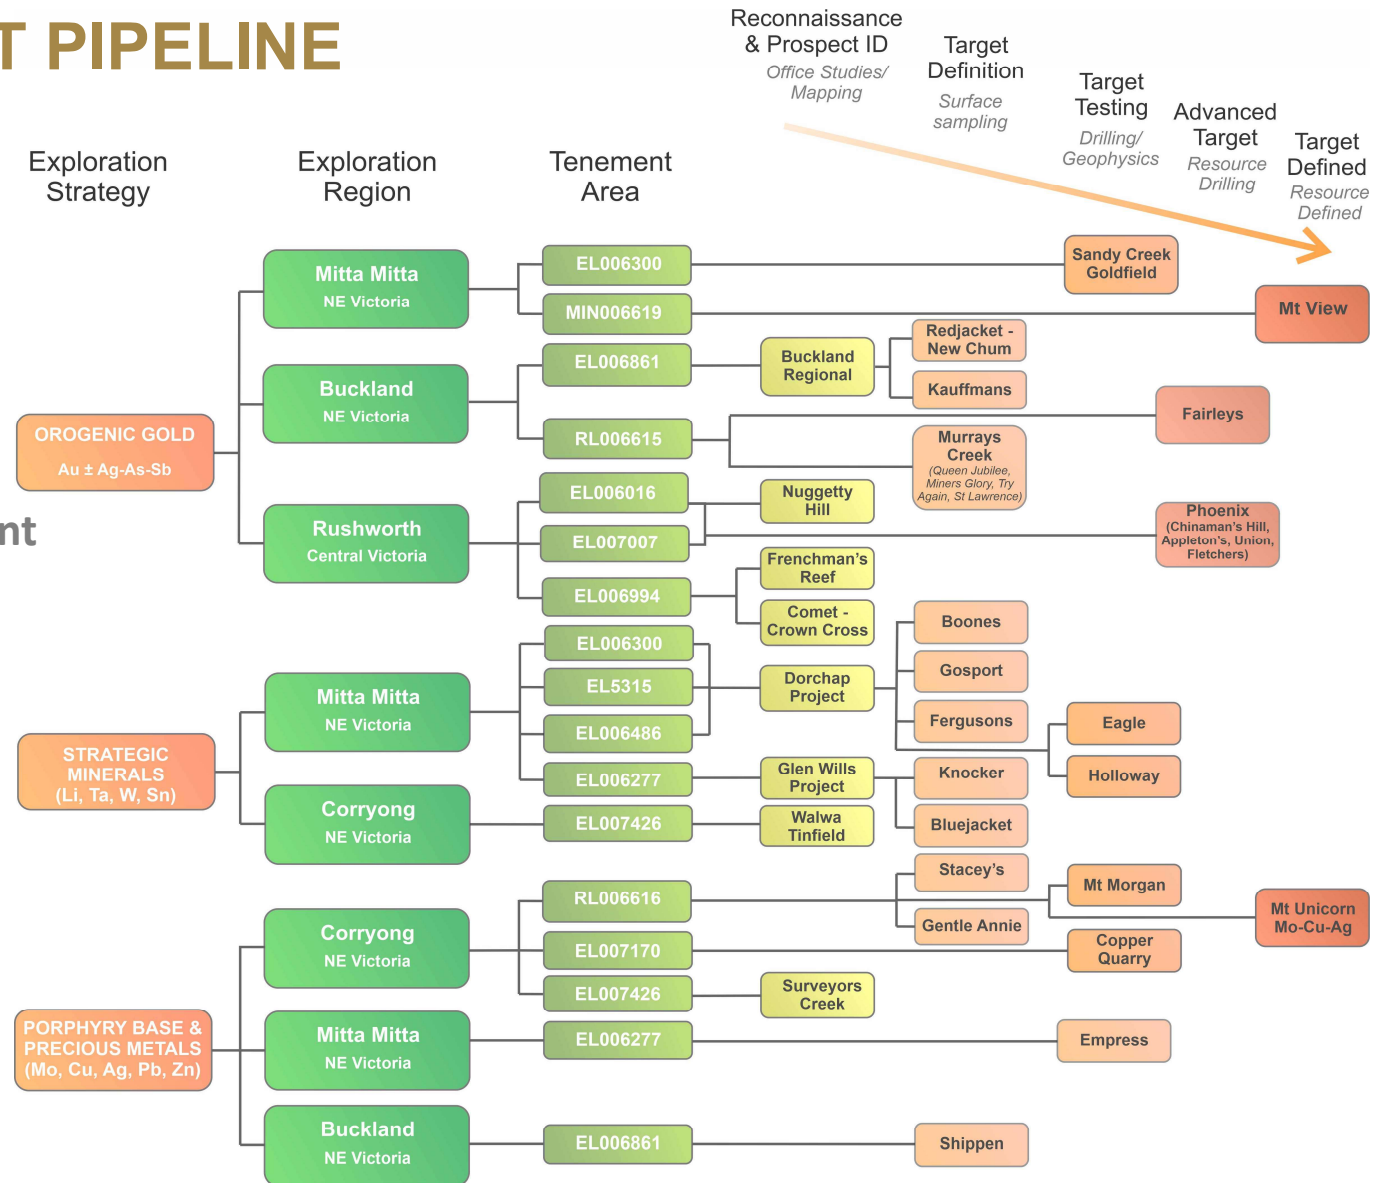 T PIPELINE
Reconnaissance
& Prospect ID
Office Studies/
Mapping
Target
Definition
Surface
sampling
Target
Testing
Drilling/
Geophysics
Advanced
Target
Resource
Drilling
Target
Defined
Resource
Defined
Exploration
Strategy
Exploration
Region
Tenement
Area
OROGENIC GOLD
Au ± Ag-As-Sb
nt
Mitta Mitta
NE Victoria
EL006300
Sandy Creek
Goldfield
MIN006619
Mt View
Buckland
NE Victoria
EL006861
Buckland
Regional
Redjacket -
New Chum
Kauffmans
RL006615
Fairleys
Murrays
Creek
(Queen Jubilee,
Miners Glory, Try
Again, St Lawrence)
Rushworth
Central Victoria
EL006016
EL007007
Nuggetty
Hill
Phoenix
(Chinaman's Hill,
Appleton's, Union,
Fletchers)
EL006994
Frenchman's
Reef
Comet -
Crown Cross
STRATEGIC
MINERALS
(Li, Ta, W, Sn)
Mitta Mitta
NE Victoria
EL006300
EL5315
EL006486
Dorchap
Project
Boones
Gosport
Fergusons
Eagle
Holloway
EL006277
Glen Wills
Project
Knocker
Bluejacket
Corryong
NE Victoria
EL007426
Walwa
Tinfield
PORPHYRY BASE &
PRECIOUS METALS
(Mo, Cu, Ag, Pb, Zn)
Corryong
NE Victoria
RL006616
Stacey's
Gentle Annie
Mt Morgan
Mt Unicorn
Mo-Cu-Ag
EL007170
Copper
Quarry
EL007426
Surveyors
Creek
Mitta Mitta
NE Victoria
EL006277
Empress
Buckland
NE Victoria
EL006861
Shippen